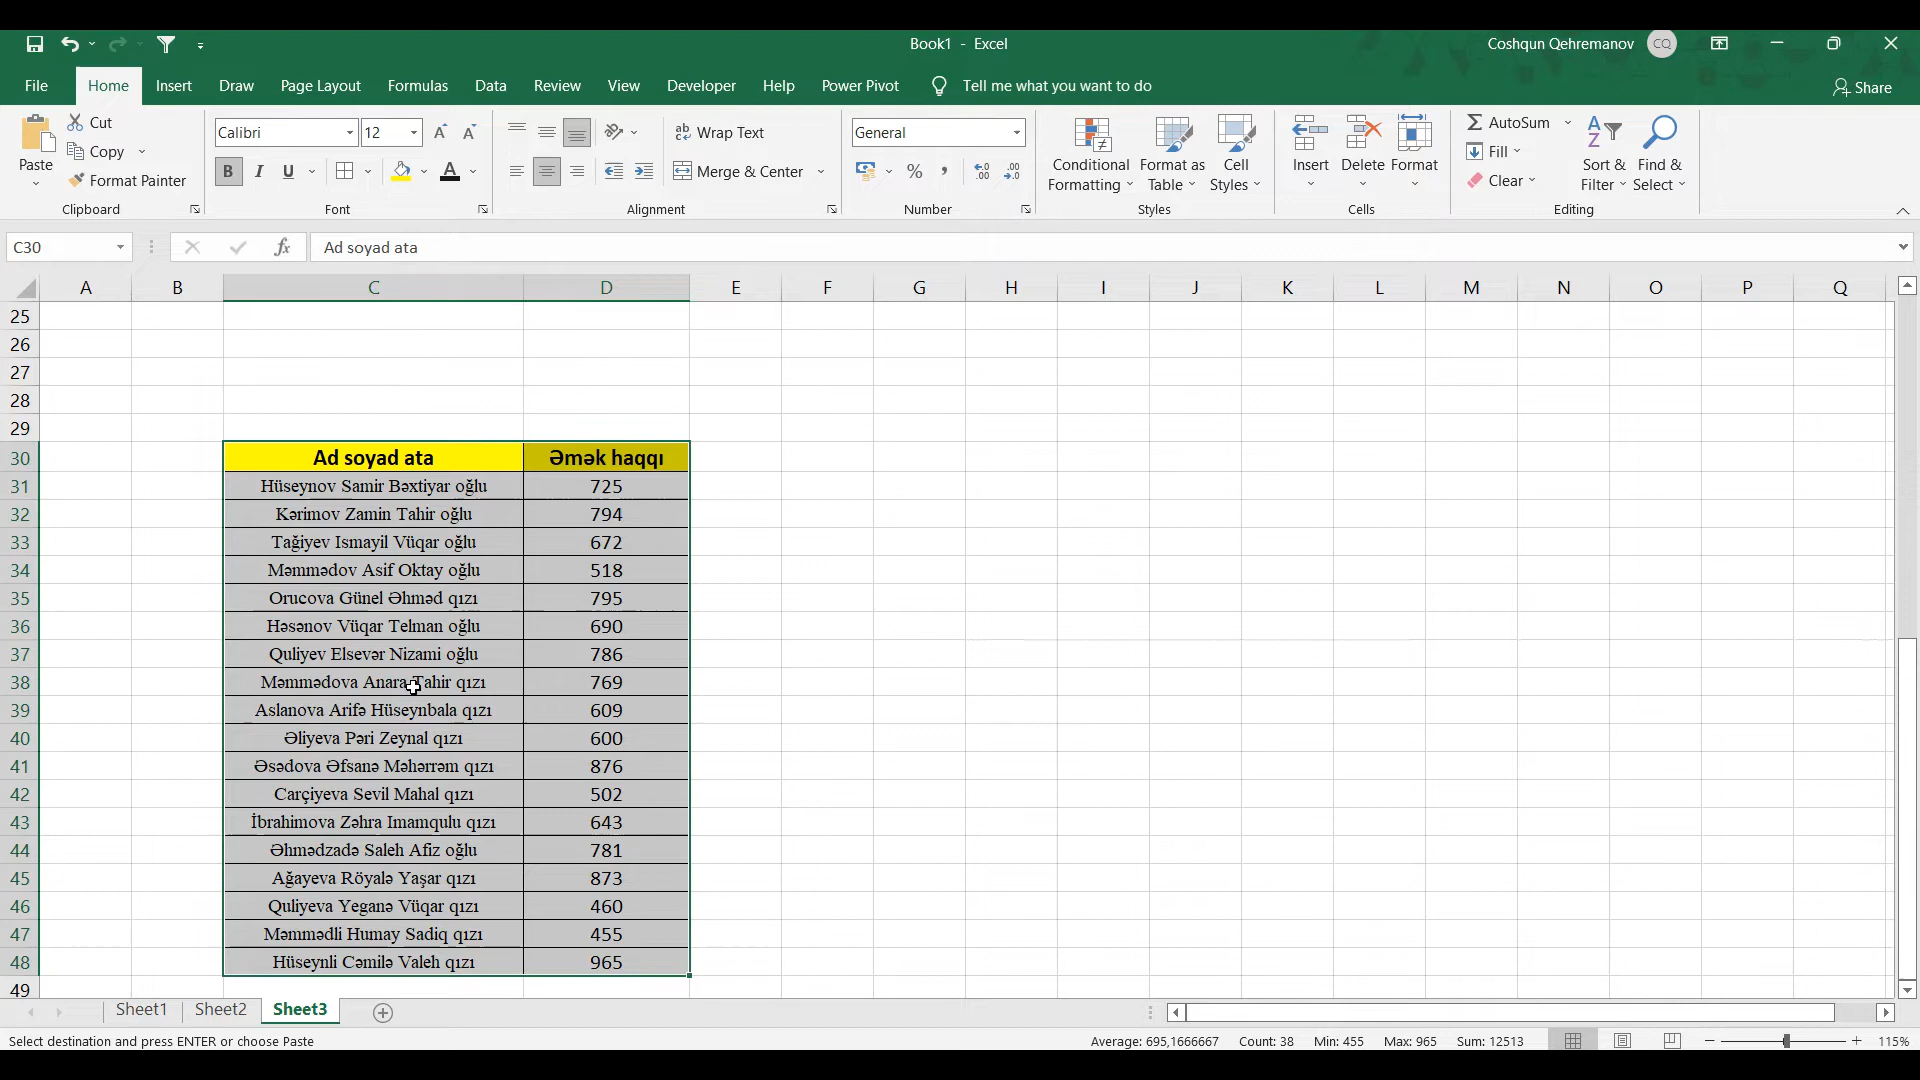 Book1 - Excel
Coshqun Qehremanov CQ
File Home Insert Draw Page Layout Formulas Data Review View Developer Help Power Pivot Tell me what you want to do Share
Paste
Cut
Copy
Format Painter
Clipboard
Calibri 12
B I U A
Font
ab Wrap Text
Merge & Center
Alignment
General
% ,
Number
Conditional Formatting
Format as Table
Cell Styles
Styles
Insert Delete Format
Cells
AutoSum
Fill
Clear
Sort & Filter
Find & Select
Editing
C30 fx Ad soyad ata
A B C D E F G H I J K L M N O P Q
25
26
27
28
29
30 Ad soyad ata Əmək haqqı
31 Hüseynov Samir Bəxtiyar oğlu 725
32 Kərimov Zamin Tahir oğlu 794
33 Tağiyev Ismayil Vüqar oğlu 672
34 Məmmədov Asif Oktay oğlu 518
35 Orucova Günel Əhməd qızı 795
36 Həsənov Vüqar Telman oğlu 690
37 Quliyev Elsevər Nizami oğlu 786
38 Məmmədova Anara Tahir qızı 769
39 Aslanova Arifə Hüseynbala qızı 609
40 Əliyeva Pəri Zeynal qızı 600
41 Əsədova Əfsanə Məhərrəm qızı 876
42 Carçiyeva Sevil Mahal qızı 502
43 İbrahimova Zəhra Imamqulu qızı 643
44 Əhmədzadə Saleh Afiz oğlu 781
45 Ağayeva Röyalə Yaşar qızı 873
46 Quliyeva Yeganə Vüqar qızı 460
47 Məmmədli Humay Sadiq qızı 455
48 Hüseynli Cəmilə Valeh qızı 965
49
Sheet1 Sheet2 Sheet3
Select destination and press ENTER or choose Paste Average: 695,1666667 Count: 38 Min: 455 Max: 965 Sum: 12513 115%